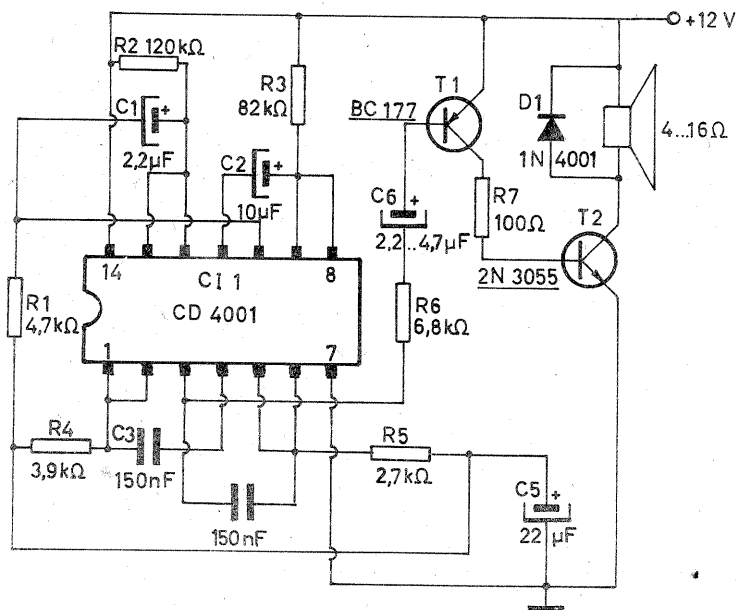 +12 V
R2 120kΩ
C1
+
2,2µF
R3
82kΩ
C2
+
10µF
T1
BC 177
D1
1N 4001
4...16Ω
C6
+
2,2...4,7µF
R7
100Ω
T2
2N 3055
14
CI 1
8
CD 4001
1
7
R1
4,7kΩ
R6
6,8kΩ
R4
3,9kΩ
C3
150nF
150nF
R5
2,7kΩ
C5
+
22 µF